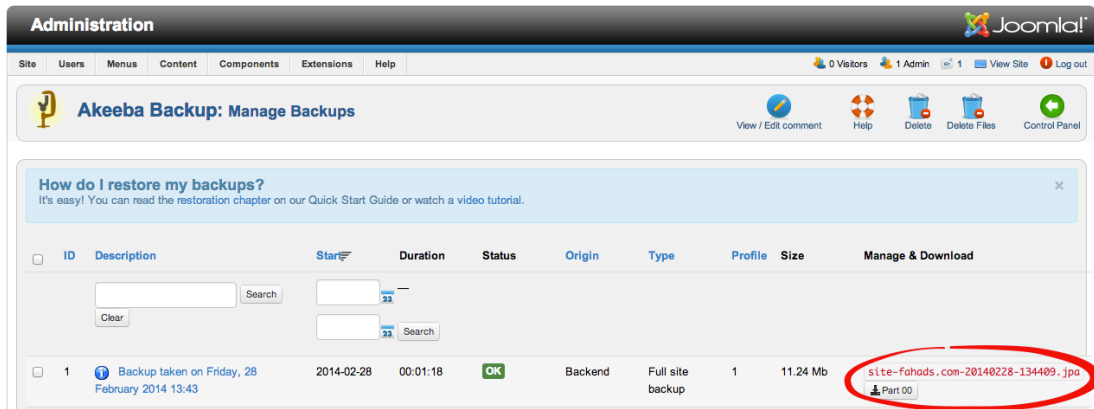 Administration
Joomla!
Site Users Menus Content Components Extensions Help 0 Visitors 1 Admin 1 View Site Log out
Akeeba Backup: Manage Backups
View / Edit comment Help Delete Delete Files Control Panel
How do I restore my backups?
It's easy! You can read the restoration chapter on our Quick Start Guide or watch a video tutorial.
ID Description Start Duration Status Origin Type Profile Size Manage & Download
Search 23 —
Clear
23 Search
1 Backup taken on Friday, 28 2014-02-28 00:01:18 OK Backend Full site 1 11.24 Mb site-fahads.com-20140228-134409.jpa
February 2014 13:43 backup Part 00